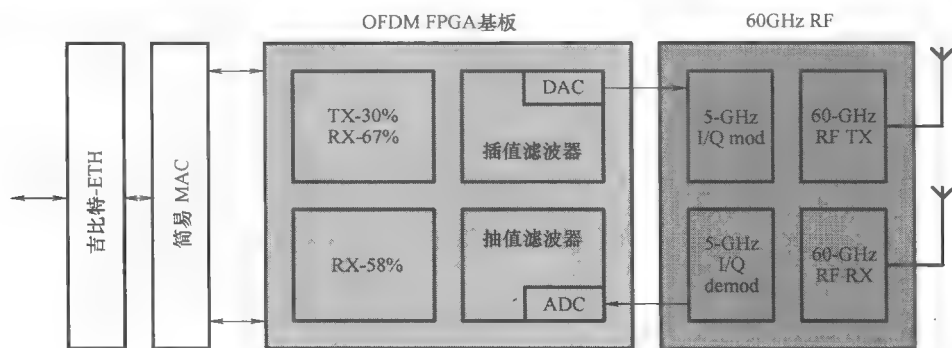 OFDM FPGA基板
60GHz RF
吉比特-ETH
简易 MAC
TX-30%
RX-67%
DAC
插值滤波器
5-GHz
I/Q mod
60-GHz
RF TX
RX-58%
抽值滤波器
ADC
5-GHz
I/Q
demod
60-GHz
RF RX